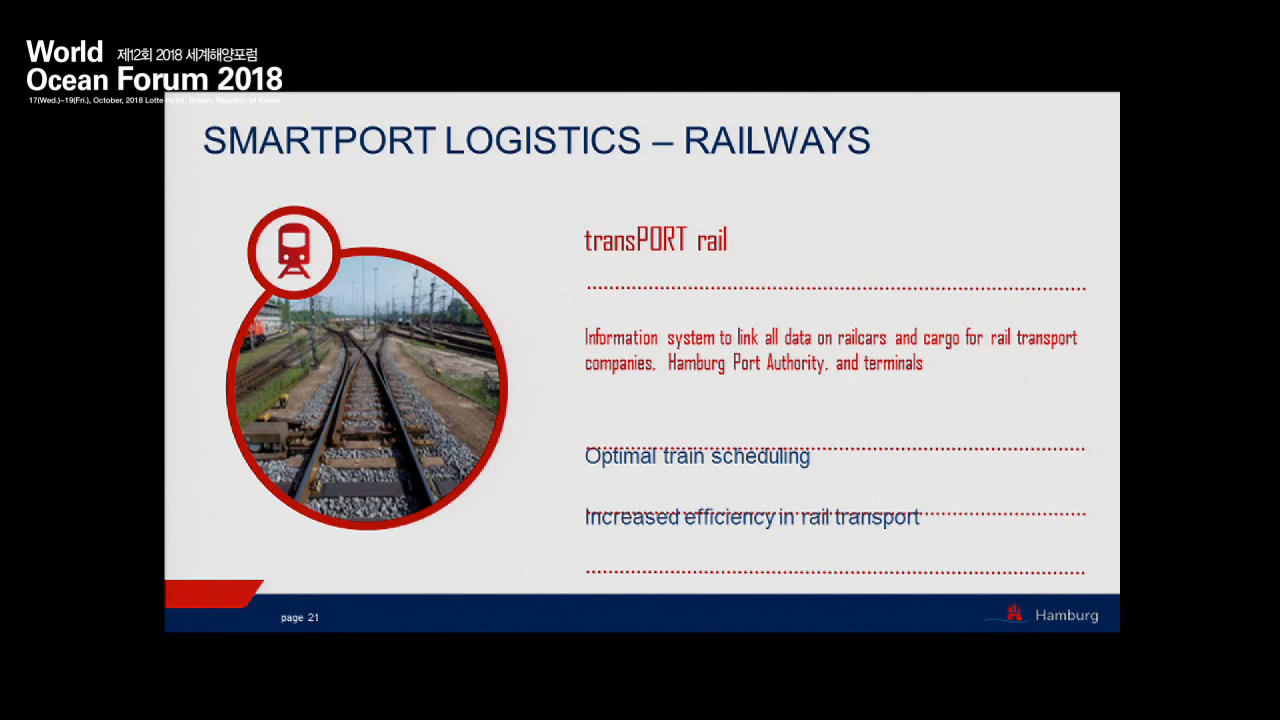 World 제12회 2018 세계해양포럼
Ocean Forum 2018
17(Wed.)~19(Fri.), October, 2018 Lotte Hotel, Busan, Republic of Korea
SMARTPORT LOGISTICS – RAILWAYS
transPORT rail
Information system to link all data on railcars and cargo for rail transport
companies, Hamburg Port Authority, and terminals
Optimal train scheduling
Increased efficiency in rail transport
page 21
Hamburg